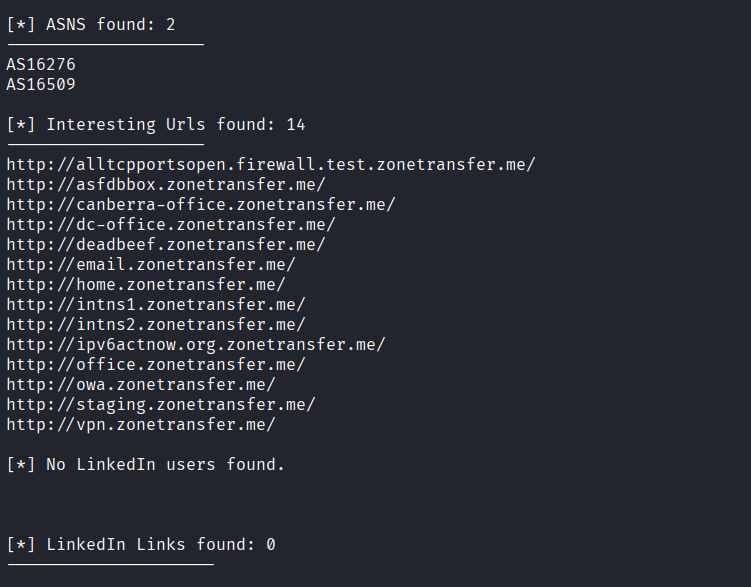 [*] ASNS found: 2
--------------------
AS16276
AS16509
[*] Interesting Urls found: 14
--------------------
http://alltcpportsopen.firewall.test.zonetransfer.me/
http://asfdbbox.zonetransfer.me/
http://canberra-office.zonetransfer.me/
http://dc-office.zonetransfer.me/
http://deadbeef.zonetransfer.me/
http://email.zonetransfer.me/
http://home.zonetransfer.me/
http://intns1.zonetransfer.me/
http://intns2.zonetransfer.me/
http://ipv6actnow.org.zonetransfer.me/
http://office.zonetransfer.me/
http://owa.zonetransfer.me/
http://staging.zonetransfer.me/
http://vpn.zonetransfer.me/
[*] No LinkedIn users found.
[*] LinkedIn Links found: 0
---------------------